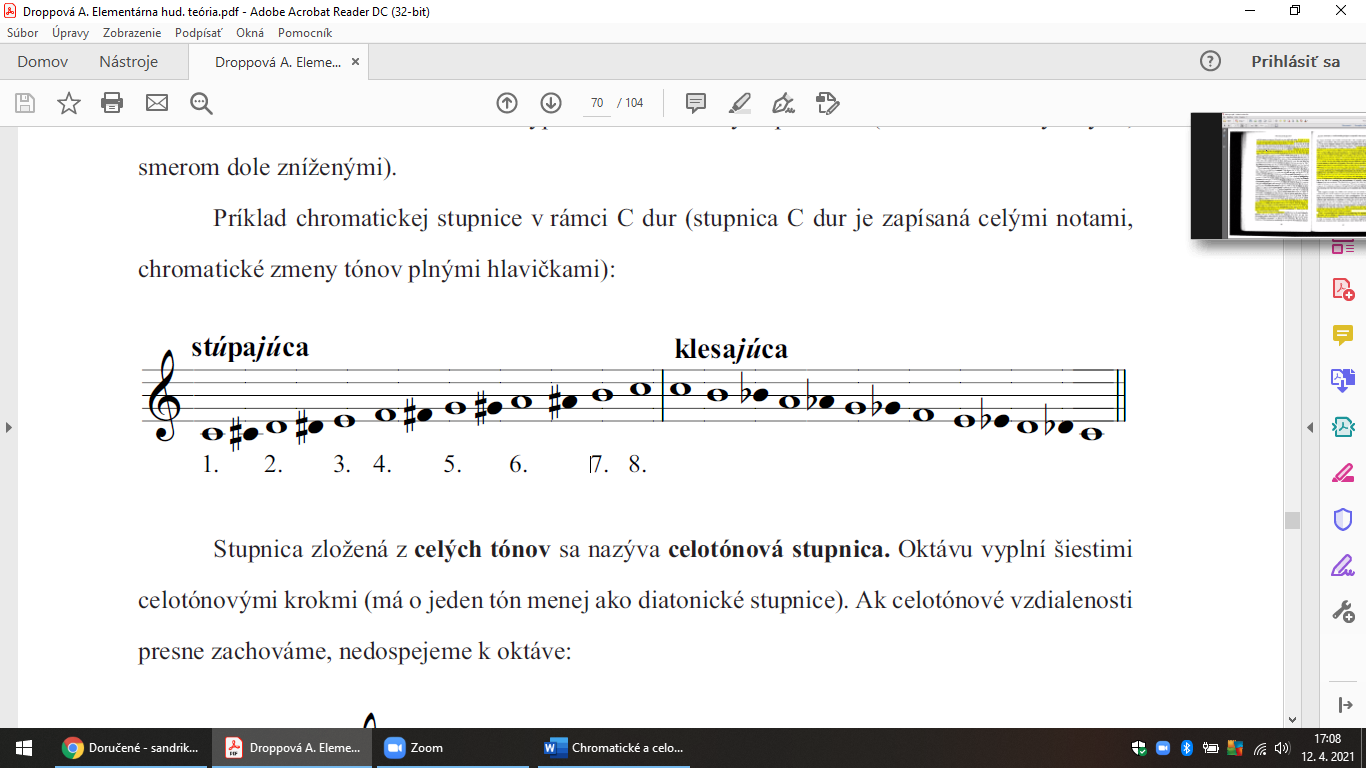 Droppová A. Elementárna hud. teória.pdf - Adobe Acrobat Reader DC (32-bit)
Súbor Úpravy Zobrazenie Podpísať Okná Pomocník
Domov Nástroje Droppová A. Eleme... × Prihlásiť sa
70 / 104
smerom dole zníženými).
Príklad chromatickej stupnice v rámci C dur (stupnica C dur je zapísaná celými notami,
chromatické zmeny tónov plnými hlavičkami):
stúpajúca klesajúca
1. 2. 3. 4. 5. 6. 7. 8.
Stupnica zložená z celých tónov sa nazýva celotónová stupnica. Oktávu vyplní šiestimi
celotónovými krokmi (má o jeden tón menej ako diatonické stupnice). Ak celotónové vzdialenosti
presne zachováme, nedospejeme k oktáve:
Doručené - sandrik... Droppová A. Eleme... Zoom Chromatické a celo... 17:08
12. 4. 2021